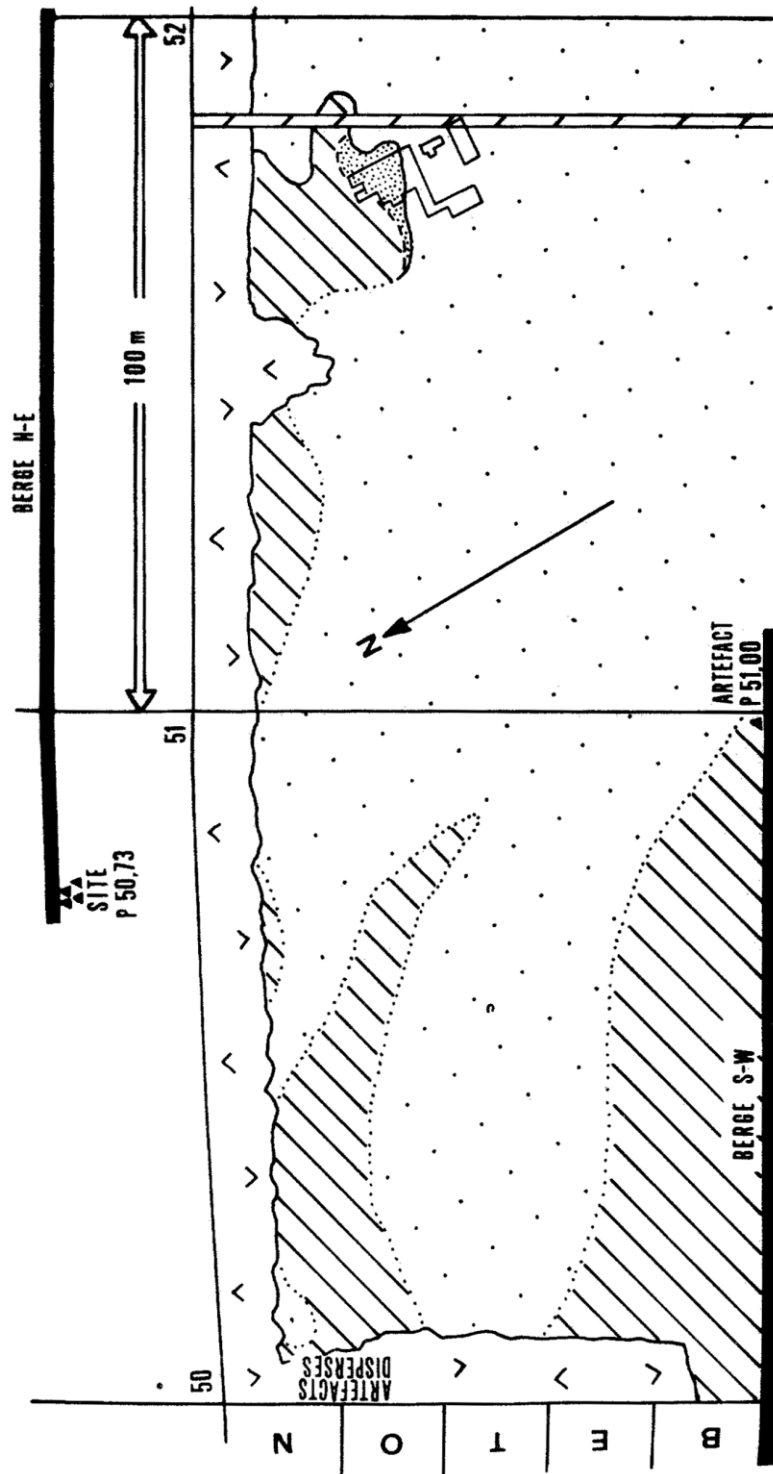 BERGE N-E
100 m
52
51
50
SITE
P 50,73
N
ARTEFACT
P 51,00
BERGE S-W
ARTEFACTS
DISPERSES
B
E
T
O
N